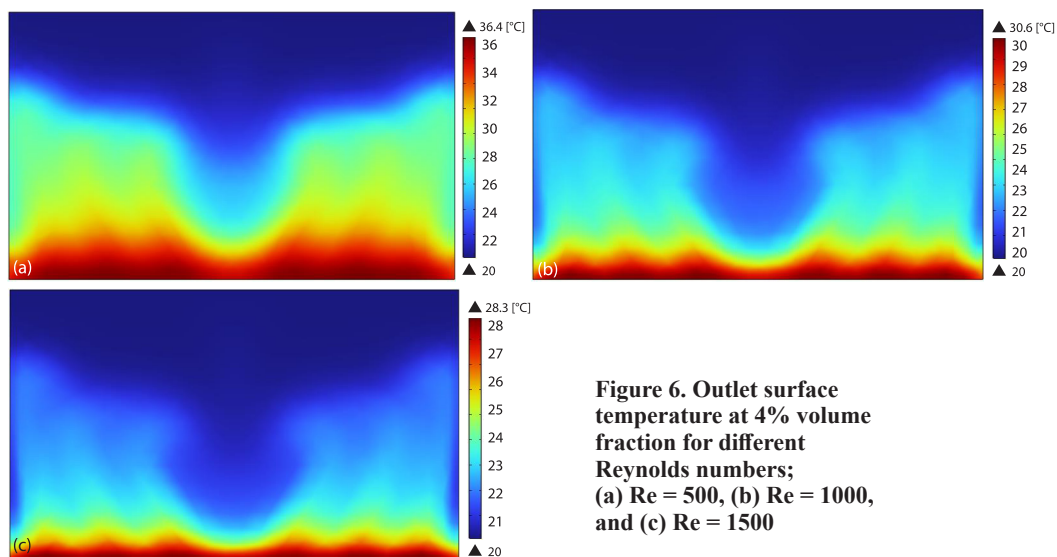 ▲ 36.4 [°C]
36
34
32
30
28
26
24
22
▲ 20
(a)
▲ 30.6 [°C]
30
29
28
27
26
25
24
23
22
21
20
▲ 20
(b)
▲ 28.3 [°C]
28
27
26
25
24
23
22
21
▲ 20
(c)
Figure 6. Outlet surface
temperature at 4% volume
fraction for different
Reynolds numbers;
(a) Re = 500, (b) Re = 1000,
and (c) Re = 1500